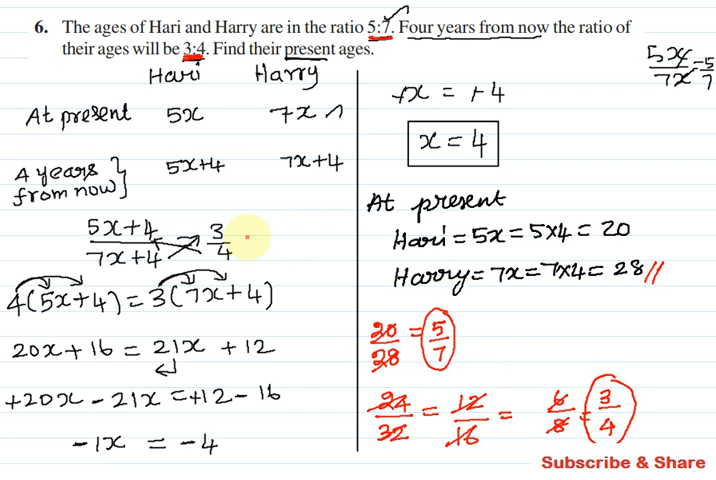 6. The ages of Hari and Harry are in the ratio 5:7. Four years from now the ratio of
their ages will be 3:4. Find their present ages.
5x/7x = 5/7
Hari Harry
At present 5x 7x
4 years from now } 5x+4 7x+4
(5x+4)/(7x+4) = 3/4
4(5x+4) = 3(7x+4)
20x + 16 = 21x + 12
+20x - 21x = +12 - 16
-1x = -4
+x = +4
x = 4
At present
Hari = 5x = 5×4 = 20
Harry = 7x = 7×4 = 28 //
20/28 = 5/7
24/32 = 12/16 = 6/8 = 3/4
Subscribe & Share